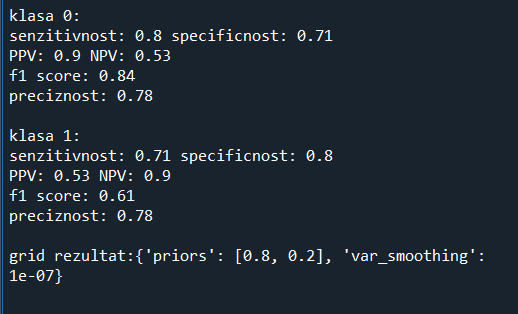 klasa 0:
senzitivnost: 0.8 specificnost: 0.71
PPV: 0.9 NPV: 0.53
f1 score: 0.84
preciznost: 0.78
klasa 1:
senzitivnost: 0.71 specificnost: 0.8
PPV: 0.53 NPV: 0.9
f1 score: 0.61
preciznost: 0.78
grid rezultat:{'priors': [0.8, 0.2], 'var_smoothing':
1e-07}